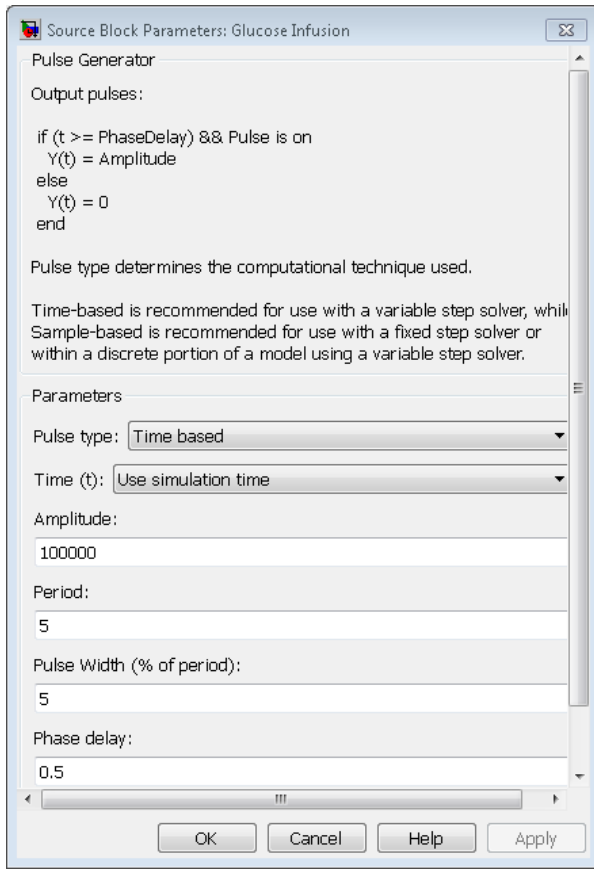 Source Block Parameters: Glucose Infusion
Pulse Generator
Output pulses:
if (t >= PhaseDelay) && Pulse is on
Y(t) = Amplitude
else
Y(t) = 0
end
Pulse type determines the computational technique used.
Time-based is recommended for use with a variable step solver, while
Sample-based is recommended for use with a fixed step solver or
within a discrete portion of a model using a variable step solver.
Parameters
Pulse type: Time based
Time (t): Use simulation time
Amplitude:
100000
Period:
5
Pulse Width (% of period):
5
Phase delay:
0.5
OK Cancel Help Apply